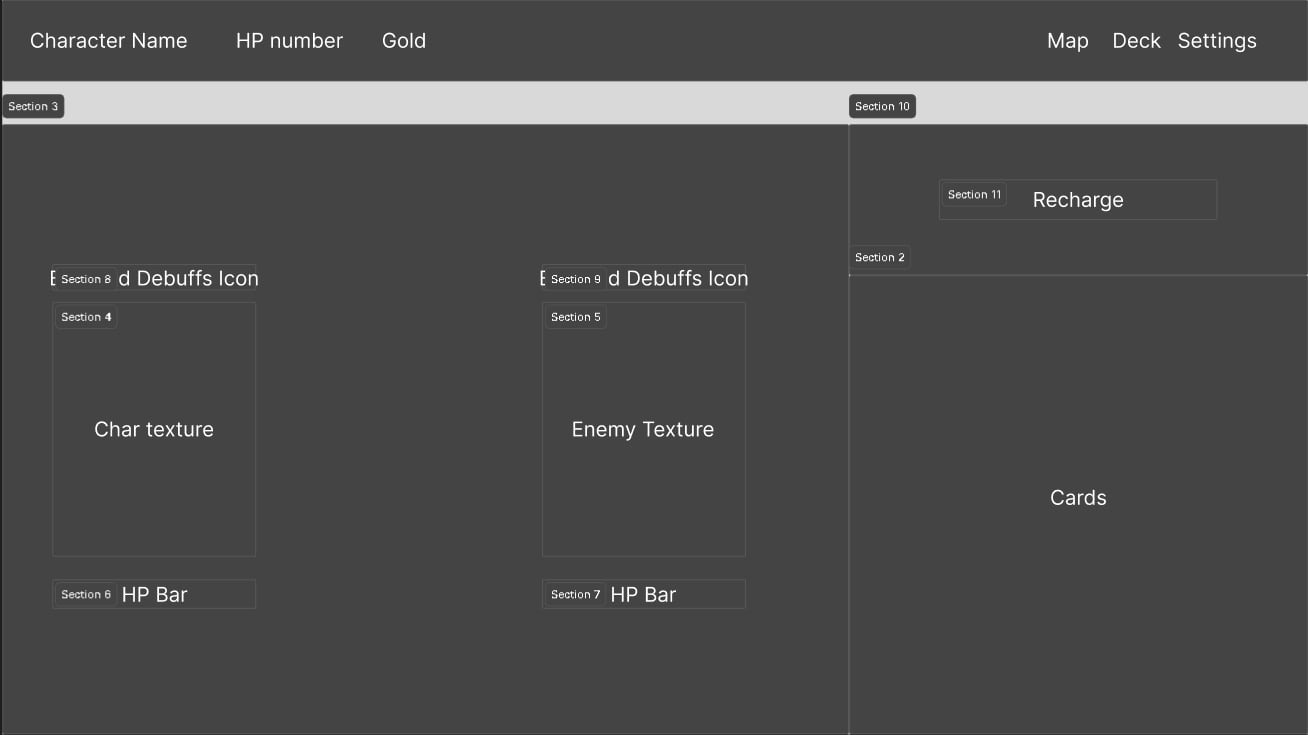 Character Name
HP number
Gold
Map
Deck
Settings
Section 3
Section 10
Section 11
Recharge
Section 2
Section 8
d Debuffs Icon
Section 9
d Debuffs Icon
Section 4
Section 5
Char texture
Enemy Texture
Cards
Section 6
HP Bar
Section 7
HP Bar